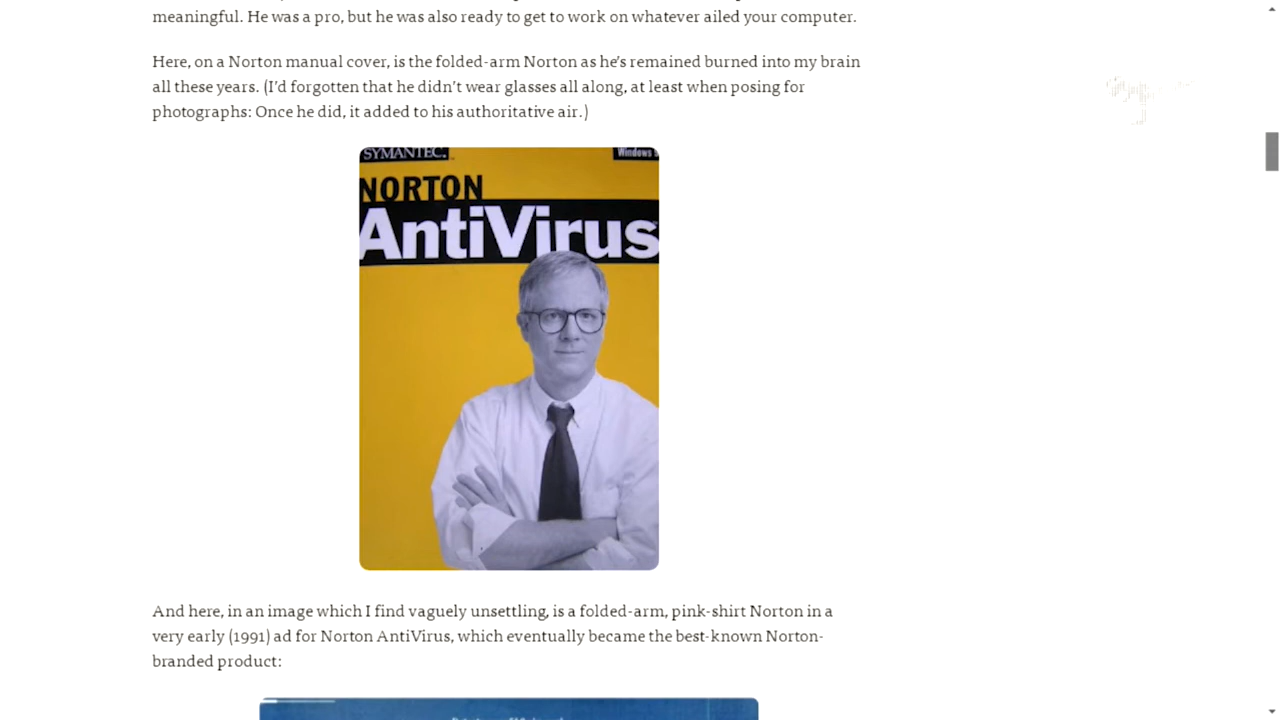 meaningful. He was a pro, but he was also ready to get to work on whatever ailed your computer.
Here, on a Norton manual cover, is the folded-arm Norton as he’s remained burned into my brain
all these years. (I’d forgotten that he didn’t wear glasses all along, at least when posing for
photographs: Once he did, it added to his authoritative air.)
SYMANTEC.
Windows
NORTON
AntiVirus
And here, in an image which I find vaguely unsettling, is a folded-arm, pink-shirt Norton in a
very early (1991) ad for Norton AntiVirus, which eventually became the best-known Norton-
branded product: